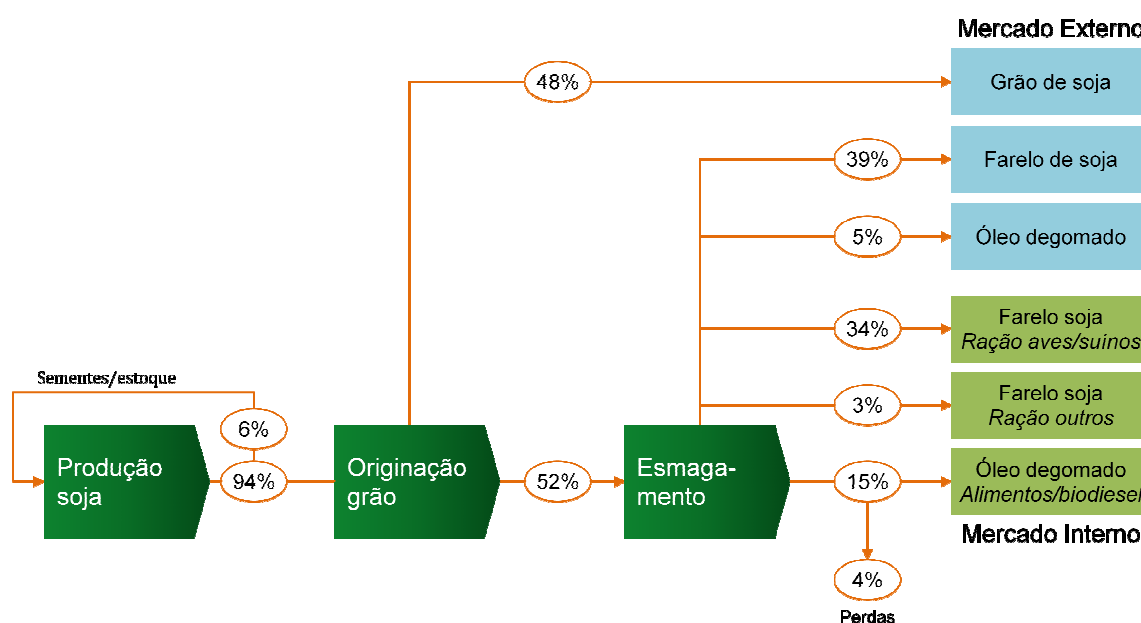 Mercado Externo
48%
Grão de soja
39%
Farelo de soja
5%
Óleo degomado
34%
Farelo soja
Ração aves/suínos
Sementes/estoque
6%
3%
Farelo soja
Ração outros
Produção
soja
94%
Originação
grão
52%
Esmaga-
mento
15%
Óleo degomado
Alimentos/biodiesel
Mercado Interno
4%
Perdas